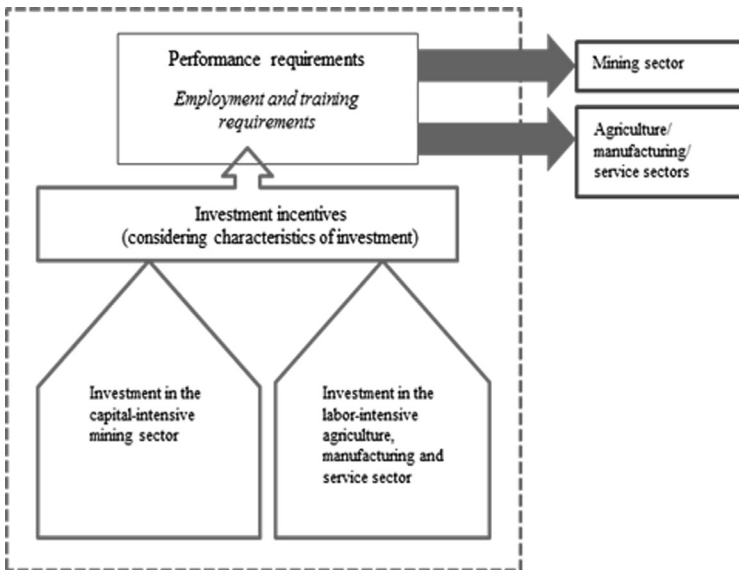 Performance requirements
Employment and training
requirements
Mining sector
Agriculture/
manufacturing/
service sectors
Investment incentives
(considering characteristics of investment)
Investment in the
capital-intensive
mining sector
Investment in the
labor-intensive
agriculture,
manufacturing and
service sector